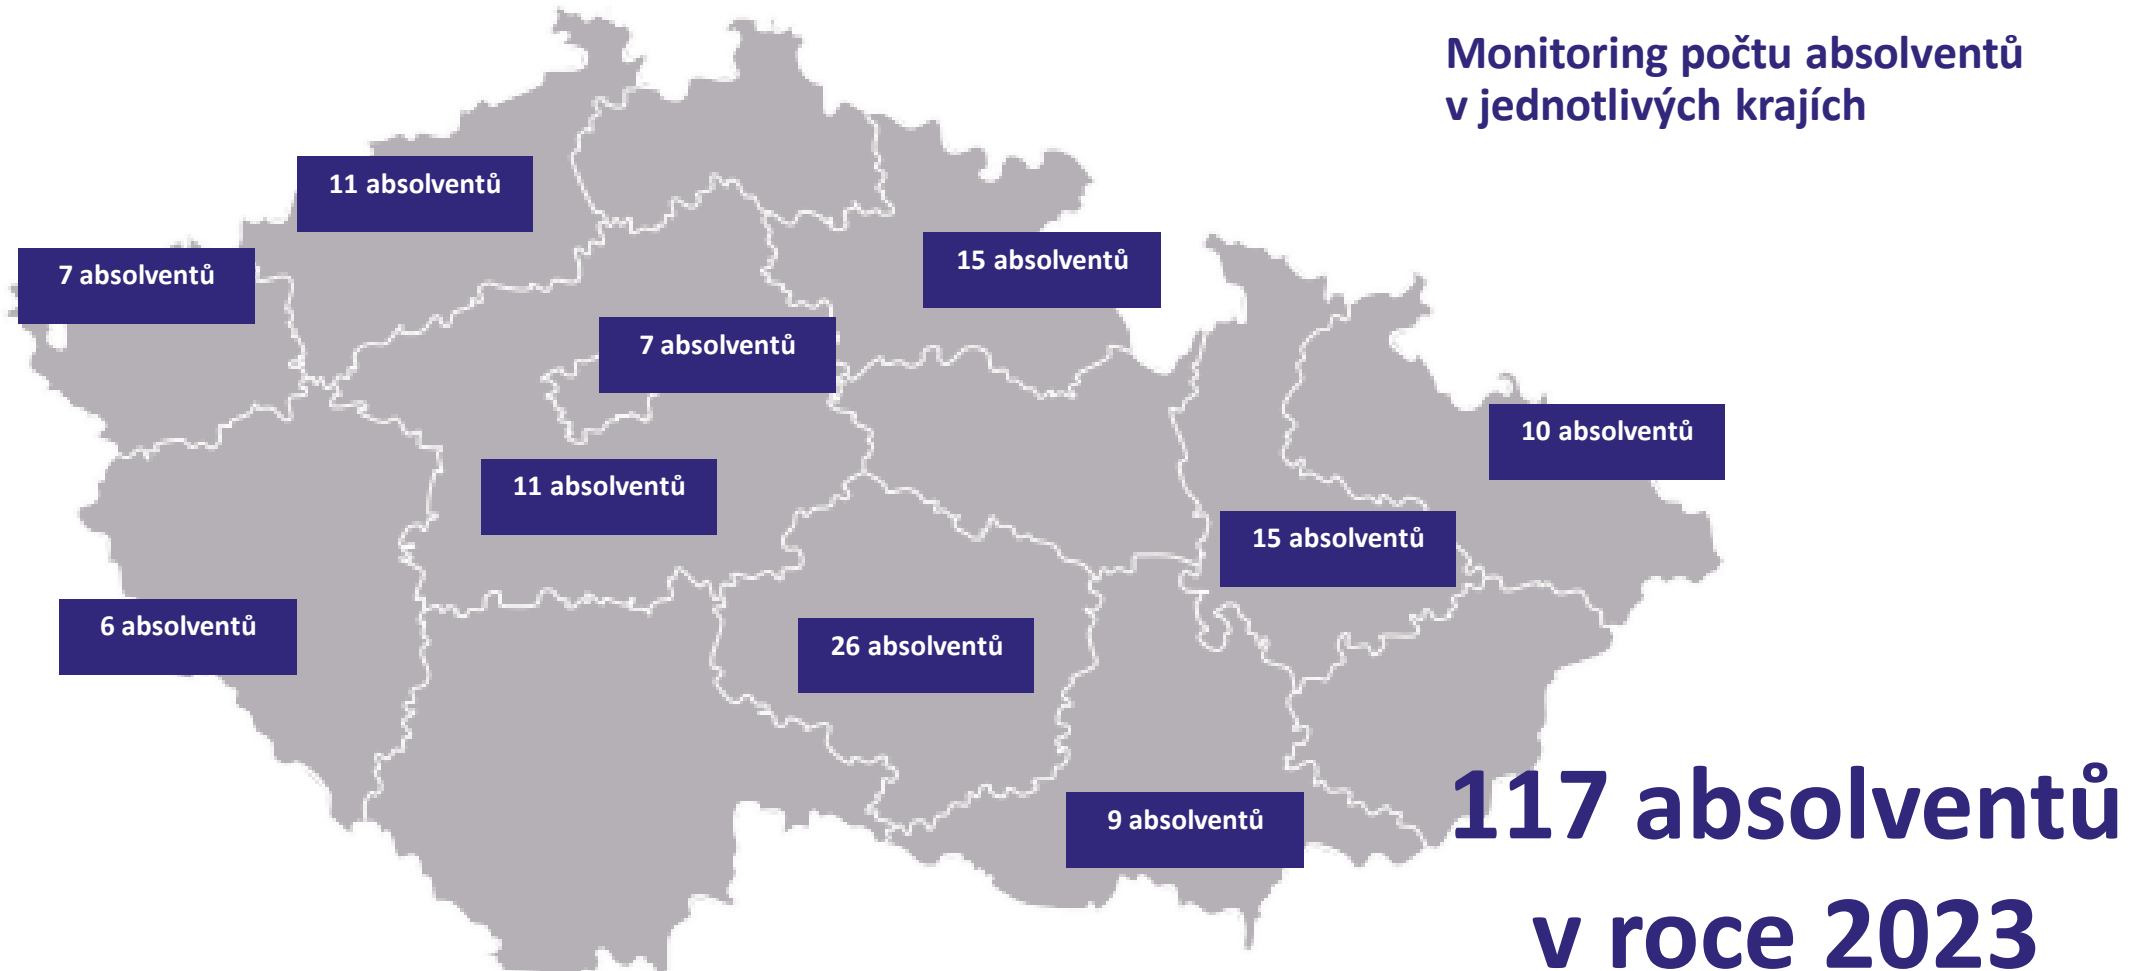 Monitoring počtu absolventů
v jednotlivých krajích
11 absolventů
7 absolventů
15 absolventů
7 absolventů
10 absolventů
11 absolventů
15 absolventů
6 absolventů
26 absolventů
9 absolventů
117 absolventů
v roce 2023